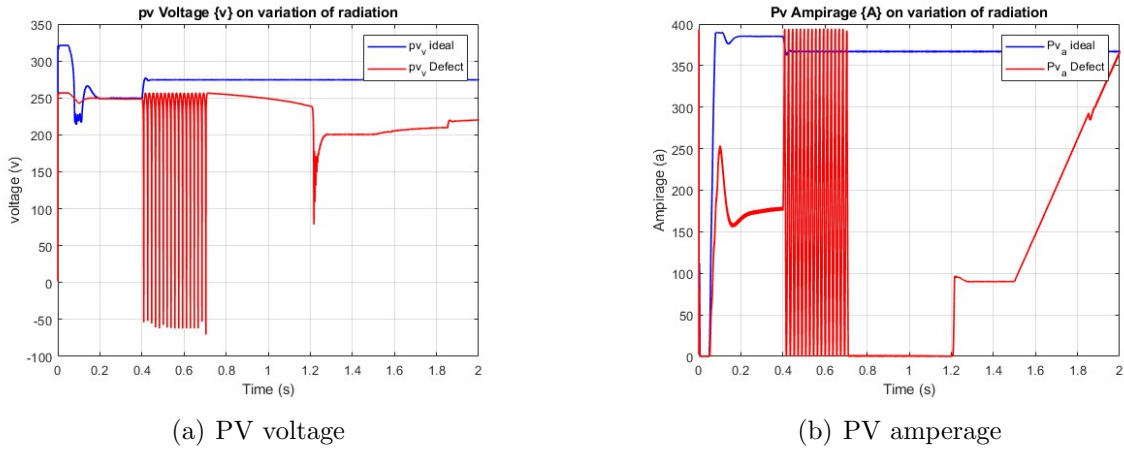 pv Voltage {v} on variation of radiation
pv_v ideal
pv_v Defect
350
300
250
200
150
100
50
0
-50
-100
voltage (v)
0 0.2 0.4 0.6 0.8 1 1.2 1.4 1.6 1.8 2
Time (s)
(a) PV voltage
Pv Ampirage {A} on variation of radiation
Pv_a ideal
Pv_a Defect
400
350
300
250
200
150
100
50
0
Ampirage (a)
0 0.2 0.4 0.6 0.8 1 1.2 1.4 1.6 1.8 2
Time (s)
(b) PV amperage